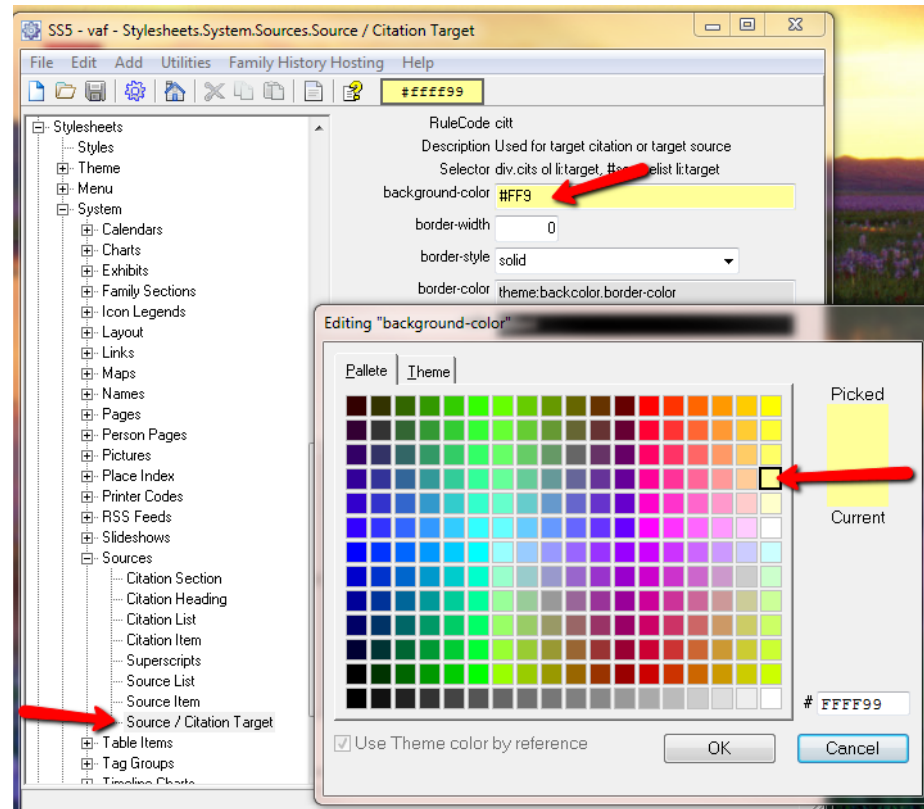 SS5 - vaf - Stylesheets.System.Sources.Source / Citation Target
File Edit Add Utilities Family History Hosting Help
#ffff99
Stylesheets
Styles
Theme
Menu
System
Calendars
Charts
Exhibits
Family Sections
Icon Legends
Layout
Links
Maps
Names
Pages
Person Pages
Pictures
Place Index
Printer Codes
RSS Feeds
Slideshows
Sources
Citation Section
Citation Heading
Citation List
Citation Item
Superscripts
Source List
Source Item
Source / Citation Target
Table Items
Tag Groups
Timeline Charts
RuleCode citt
Description Used for target citation or target source
Selector div.cits ol li:target, li:target
background-color #FF9
border-width 0
border-style solid
border-color theme:backcolor.border-color
Editing "background-color"
Pallete Theme
Picked
Current
# FFFF99
Use Theme color by reference
OK Cancel